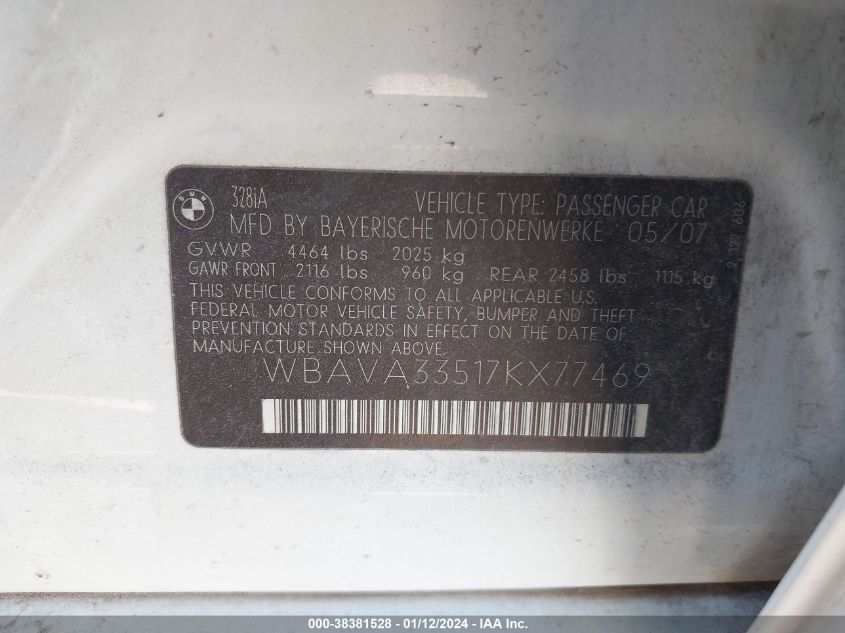 BMW
328iA
VEHICLE TYPE: PASSENGER CAR
MFD BY BAYERISCHE MOTORENWERKE 05/07
GVWR 4464 lbs 2025 kg
GAWR FRONT 2116 lbs 960 kg REAR 2458 lbs 1115 kg
THIS VEHICLE CONFORMS TO ALL APPLICABLE U.S.
FEDERAL MOTOR VEHICLE SAFETY, BUMPER AND THEFT
PREVENTION STANDARDS IN EFFECT ON THE DATE OF
MANUFACTURE SHOWN ABOVE.
WBAVA33517KX77469
000-38381528 - 01/12/2024 - IAA Inc.